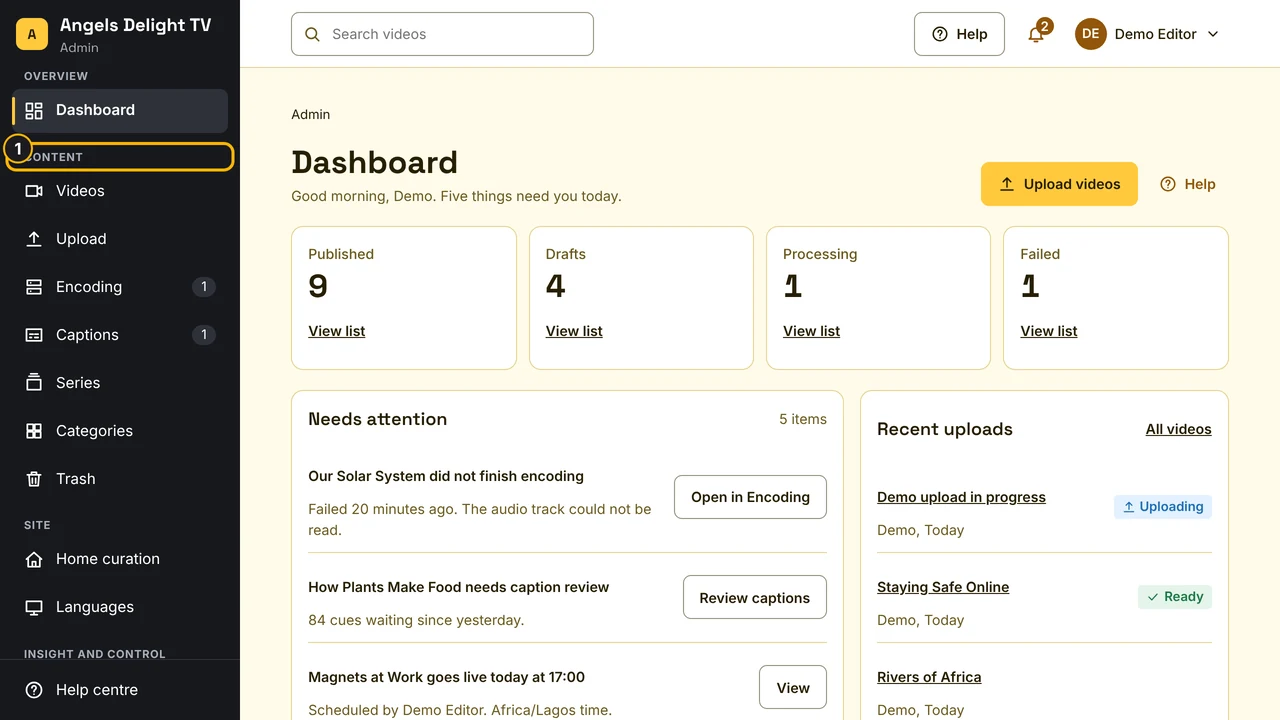 A
Angels Delight TV
Admin
OVERVIEW
Dashboard
1
CONTENT
Videos
Upload
Encoding 1
Captions 1
Series
Categories
Trash
SITE
Home curation
Languages
INSIGHT AND CONTROL
Help centre
Search videos
Help
2
DE
Demo Editor
Admin
Dashboard
Good morning, Demo. Five things need you today.
Upload videos
Help
Published
9
View list
Drafts
4
View list
Processing
1
View list
Failed
1
View list
Needs attention
5 items
Our Solar System did not finish encoding
Failed 20 minutes ago. The audio track could not be
read.
Open in Encoding
How Plants Make Food needs caption review
84 cues waiting since yesterday.
Review captions
Magnets at Work goes live today at 17:00
Scheduled by Demo Editor. Africa/Lagos time.
View
Recent uploads
All videos
Demo upload in progress
Demo, Today
Uploading
Staying Safe Online
Demo, Today
Ready
Rivers of Africa
Demo, Today